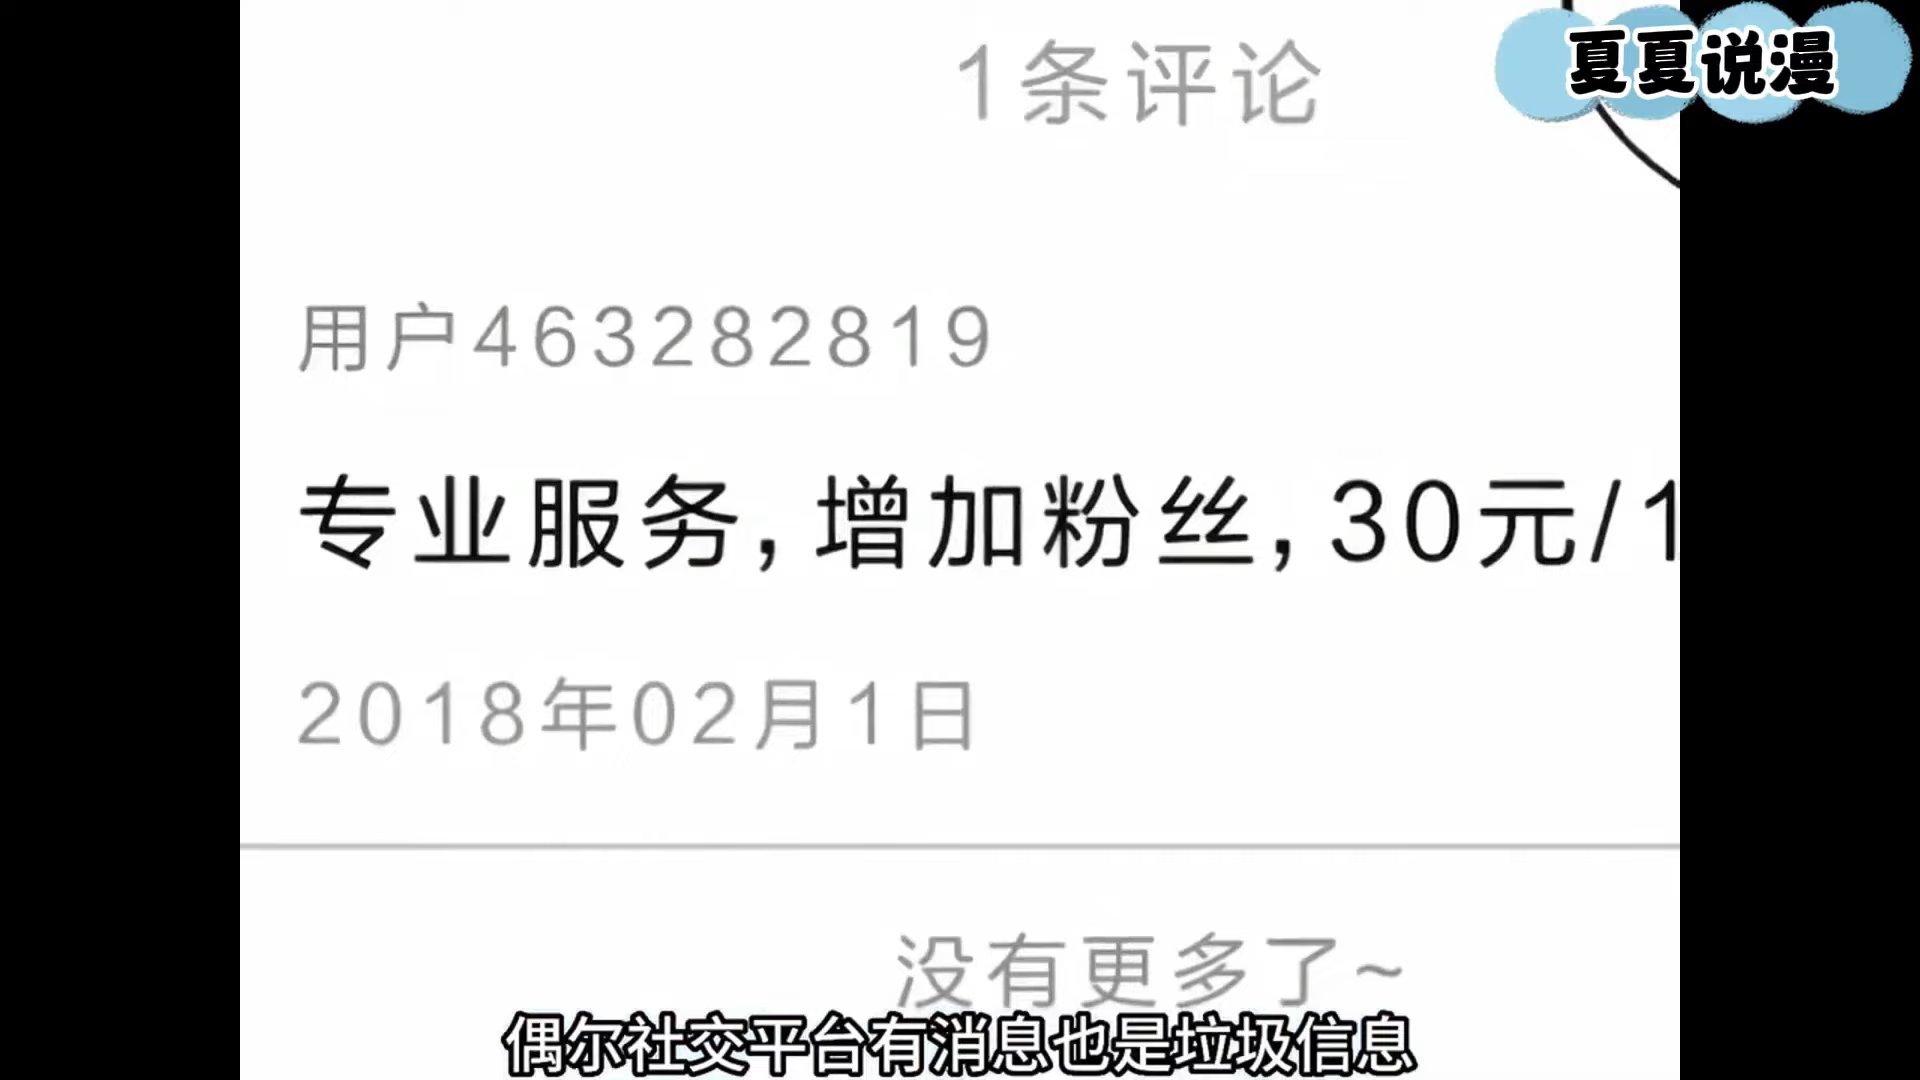 夏夏说漫
1条评论
用户463282819
专业服务,增加粉丝,30元/1
2018年02月1日
没有更多了~
偶尔社交平台有消息也是垃圾信息